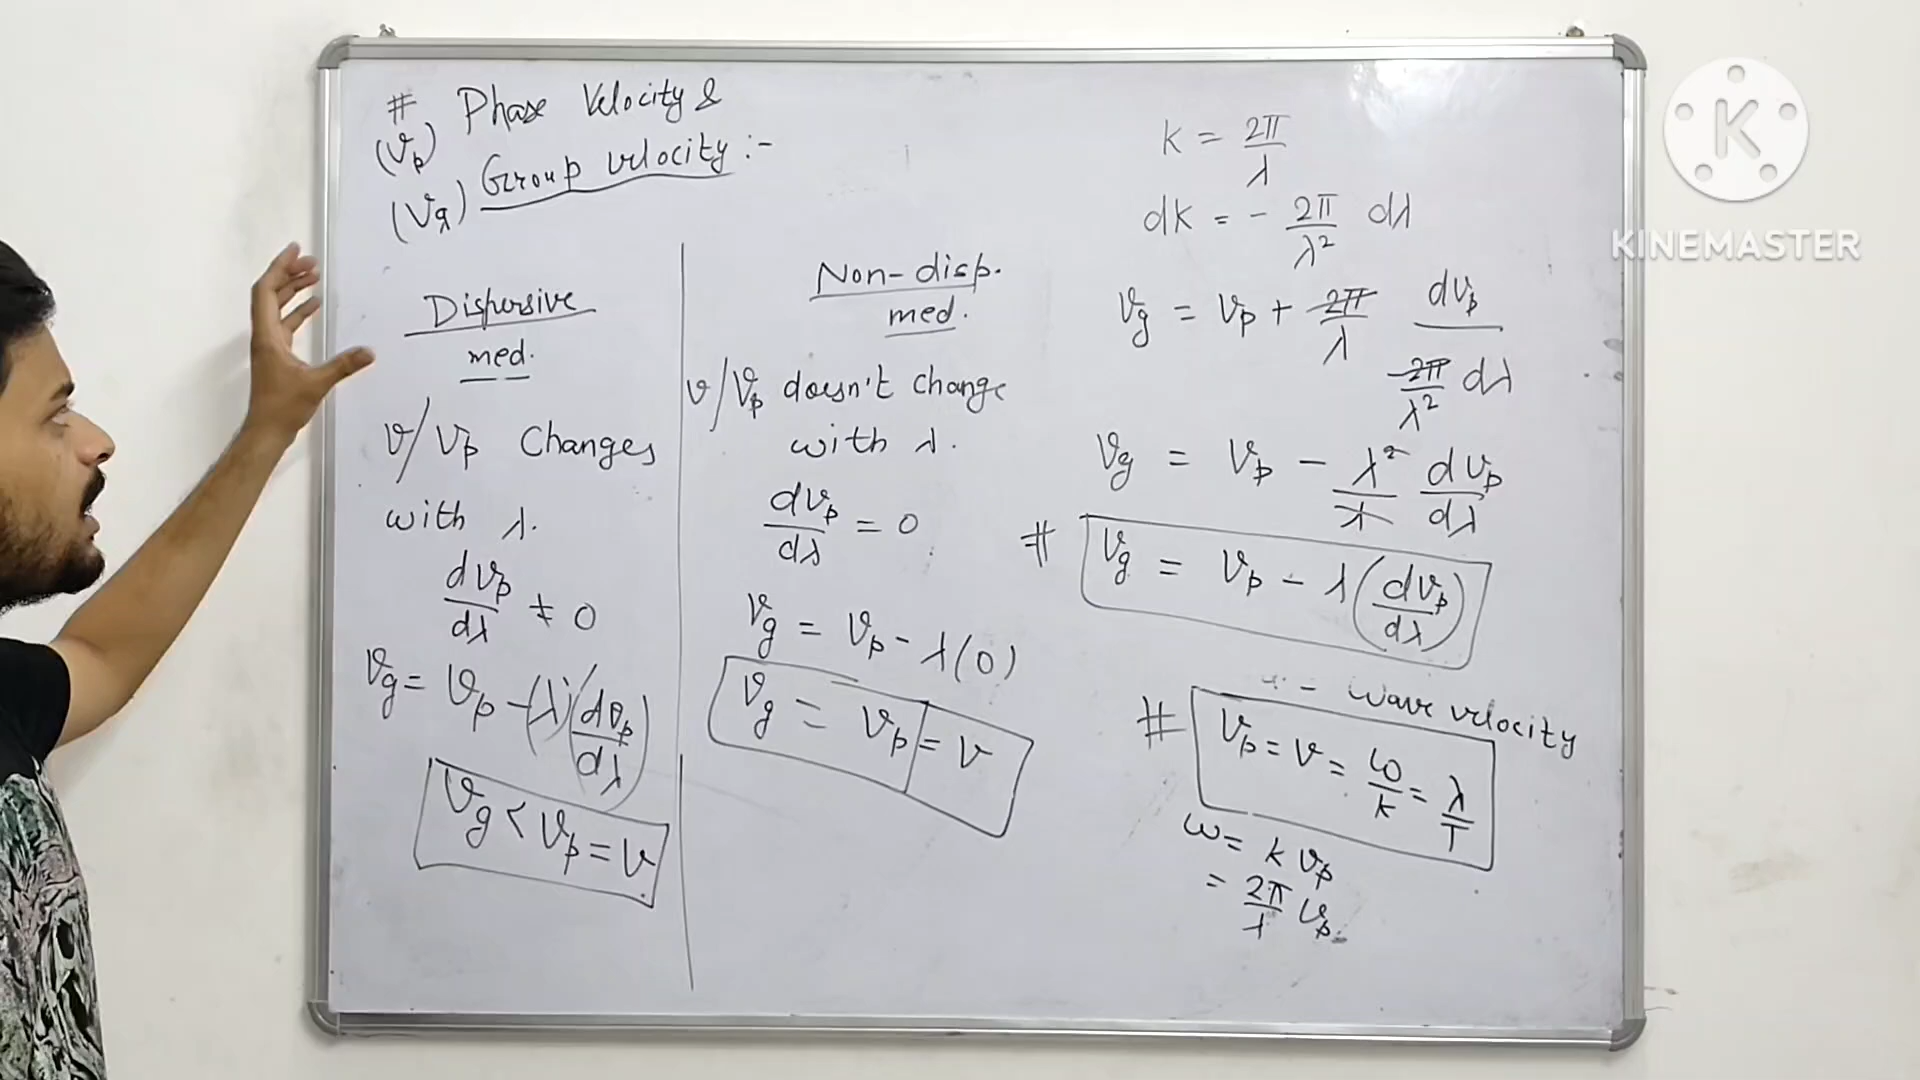 # Phase Velocity &
(Vp)
(Vg) Group velocity :-
Dispersive
med.
v/Vp Changes
with λ.
dvp/dλ ≠ 0
Vg = Vp - (λ)(dvp/dλ)
Vg < Vp = v
Non-disp.
med.
v/Vp doesn't change
with λ.
dvp/dλ = 0
Vg = Vp - λ(0)
Vg = Vp = v
K = 2π/λ
dK = - 2π/λ² dλ
Vg = Vp + 2π/λ dvp/(-2π/λ² dλ)
Vg = Vp - λ²/λ dvp/dλ
# Vg = Vp - λ(dvp/dλ)
- wave velocity
# Vp = v = ω/k = λ/T
ω = k vp
= 2π/λ vp
K
KINEMASTER